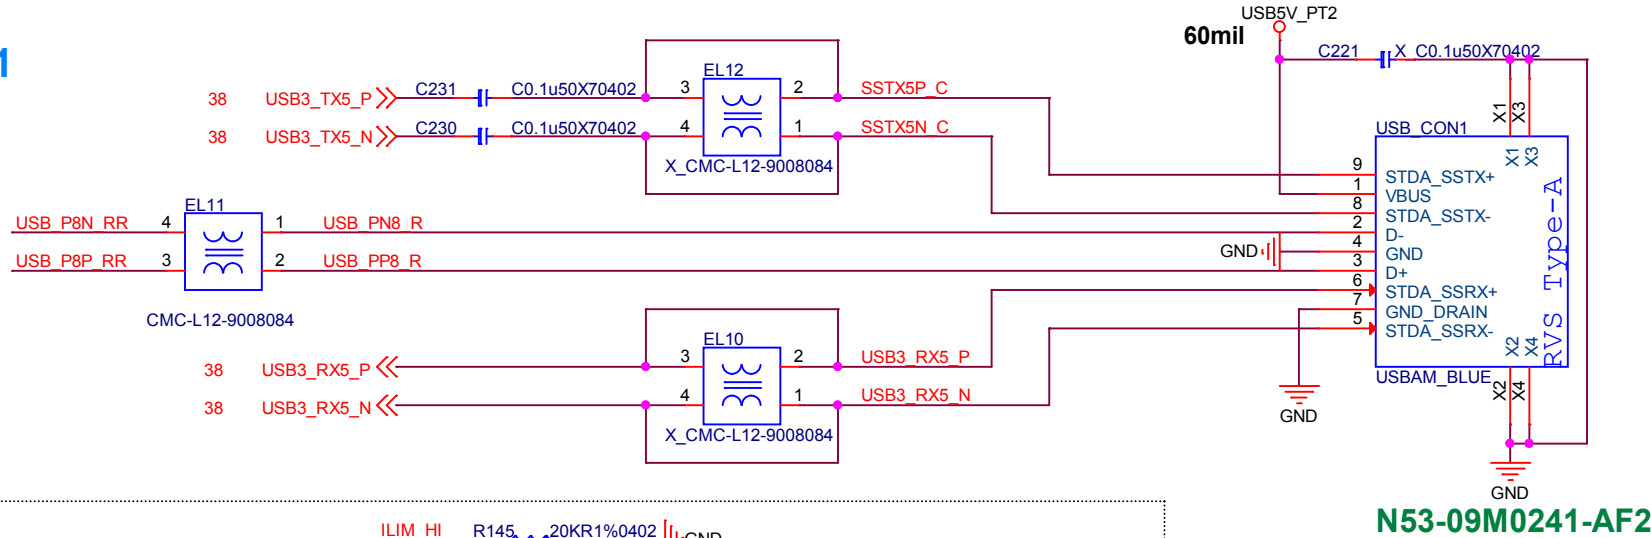 USB5V_PT2
60mil
C221 X_C0.1u50X70402
EL12
38 USB3_TX5_P C231 C0.1u50X70402 3 2 SSTX5P_C
38 USB3_TX5_N C230 C0.1u50X70402 4 1 SSTX5N_C
X_CMC-L12-9008084
X1 X3
USB_CON1
X1 X3
9 STDA_SSTX+
1 VBUS
8 STDA_SSTX-
2 D-
4 GND
3 D+
6 STDA_SSRX+
7 GND_DRAIN
5 STDA_SSRX-
RVS Type-A
X2 X4
USBAM_BLUE
X2 X4
EL11
USB_P8N_RR 4 1 USB_PN8_R
USB_P8P_RR 3 2 USB_PP8_R
CMC-L12-9008084
GND
EL10
38 USB3_RX5_P 3 2 USB3_RX5_P
38 USB3_RX5_N 4 1 USB3_RX5_N
X_CMC-L12-9008084
GND
GND
N53-09M0241-AF2
ILIM_HI R145 20KR1%0402 GND